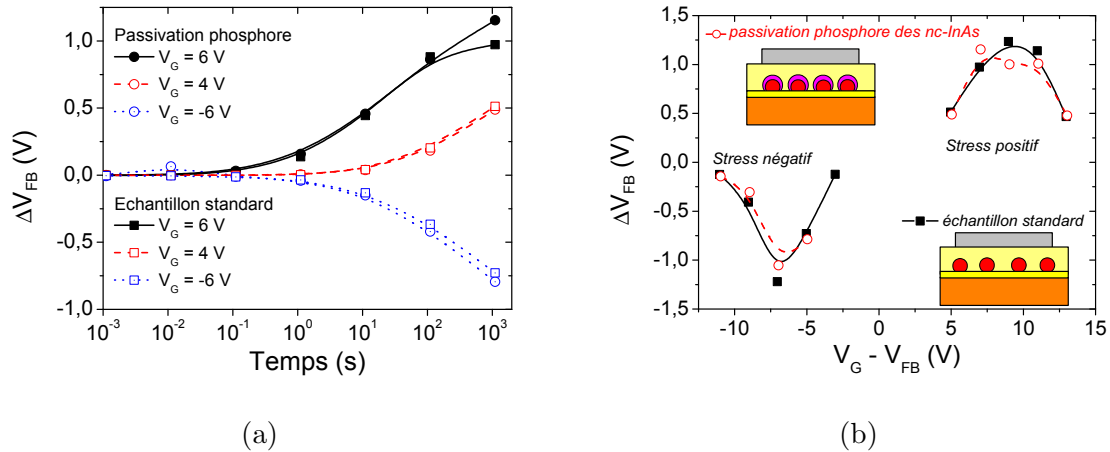 Passivation phosphore
V_G = 6 V
V_G = 4 V
V_G = -6 V
Echantillon standard
V_G = 6 V
V_G = 4 V
V_G = -6 V
ΔV_FB (V)
1,0
0,5
0,0
-0,5
1,0
10^-3 10^-2 10^-1 10^0 10^1 10^2 10^3
Temps (s)
(a)
passivation phosphore des nc-InAs
Stress négatif
Stress positif
échantillon standard
ΔV_FB (V)
1,5
1,0
0,5
0,0
-0,5
-1,0
-1,5
-10 -5 0 5 10 15
V_G - V_FB (V)
(b)